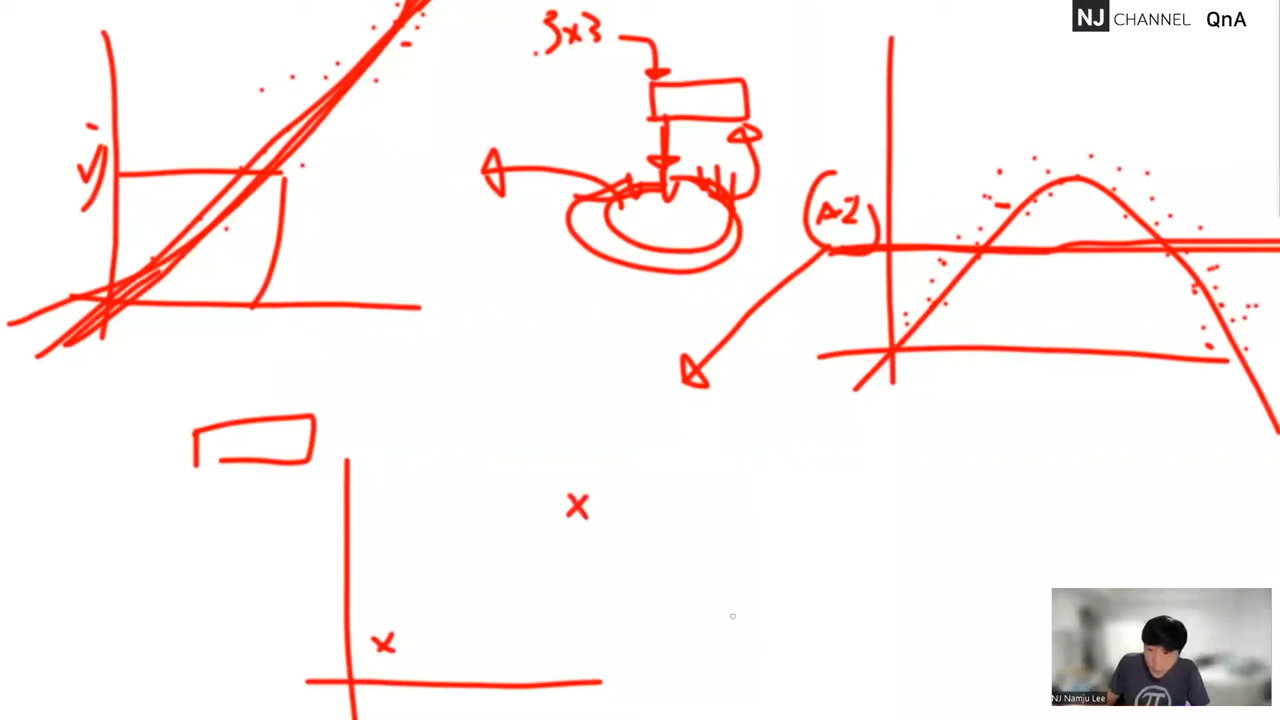 NJ CHANNEL QnA
3x3
x
x
NJ Namju Lee
π